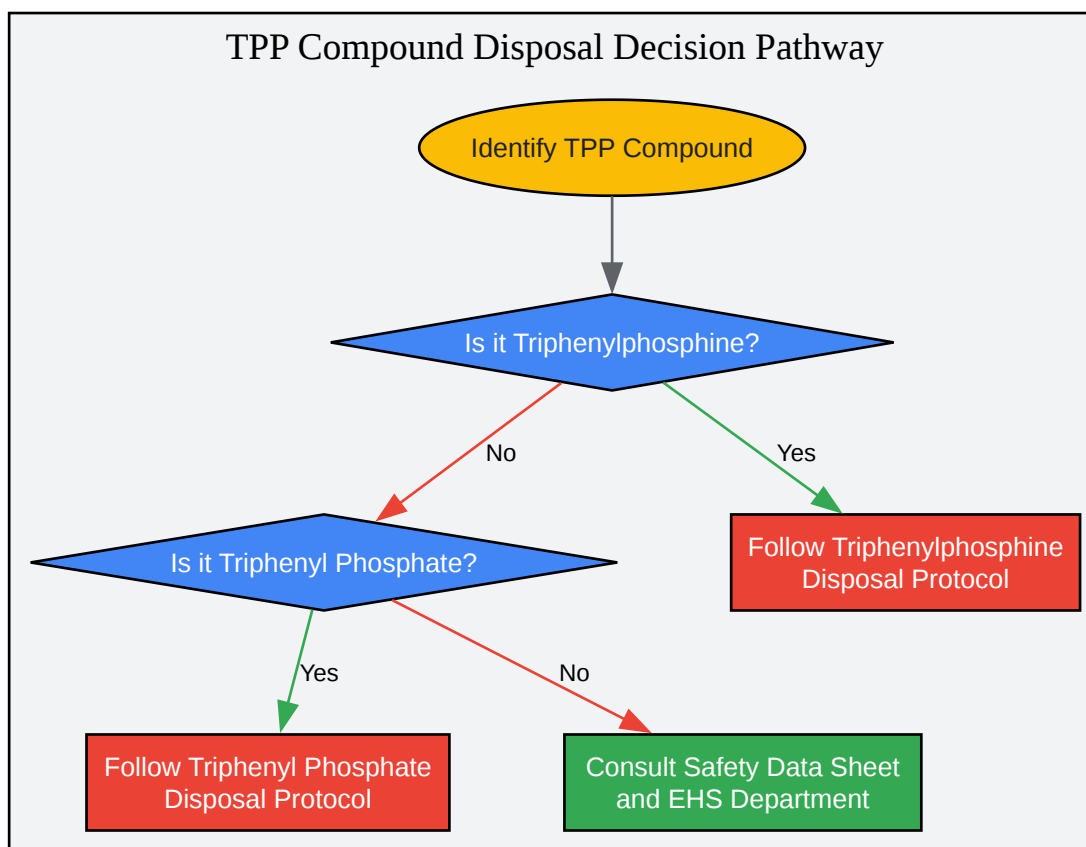 TPP Compound Disposal Decision Pathway
Identify TPP Compound
Is it Triphenylphosphine?
No
Yes
Is it Triphenyl Phosphate?
Follow Triphenylphosphine
Disposal Protocol
Yes
No
Follow Triphenyl Phosphate
Disposal Protocol
Consult Safety Data Sheet
and EHS Department